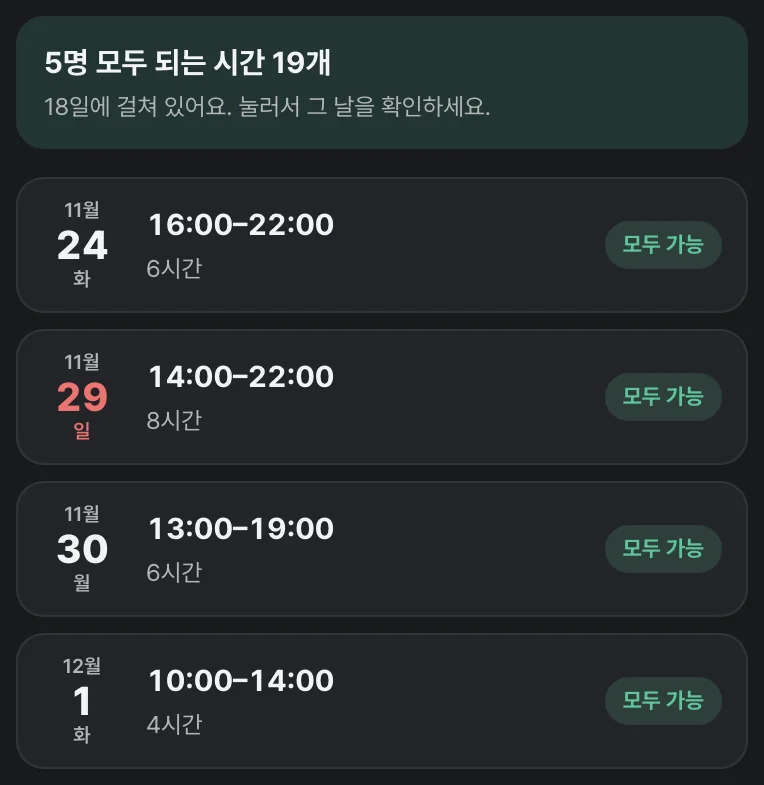 5명 모두 되는 시간 19개
18일에 걸쳐 있어요. 눌러서 그 날을 확인하세요.
11월
24
화
16:00–22:00
6시간
모두 가능
11월
29
일
14:00–22:00
8시간
모두 가능
11월
30
월
13:00–19:00
6시간
모두 가능
12월
1
화
10:00–14:00
4시간
모두 가능